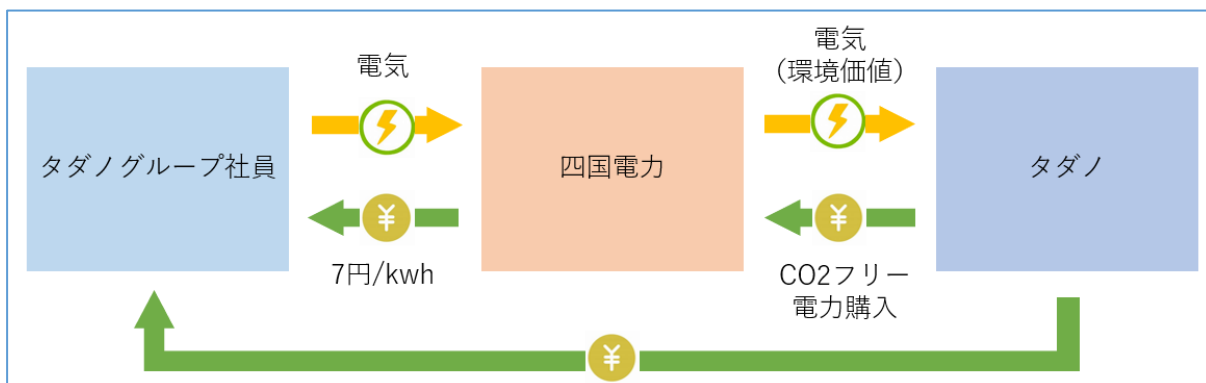 電気
電気
（環境価値）
タダノグループ社員
四国電力
タダノ
¥
¥
7円/kwh
CO2フリー
電力購入
¥